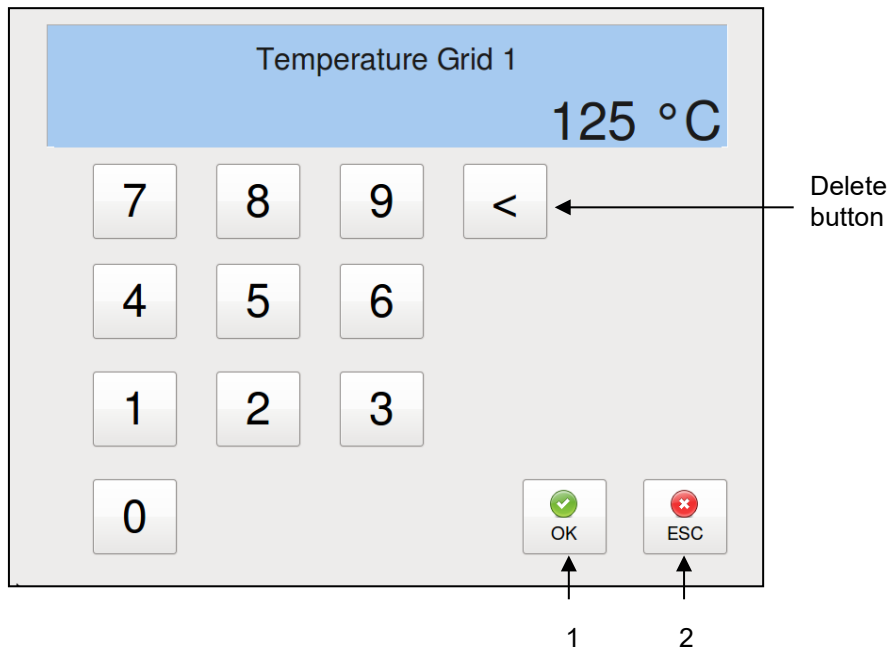 Temperature Grid 1
125 °C
7 8 9 <
Delete
button
4 5 6
1 2 3
0
OK ESC
1 2